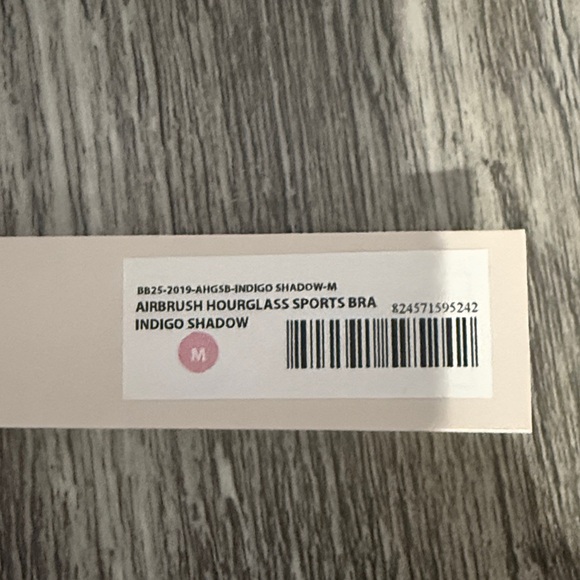 BB25-2019-AHGSB-INDIGO SHADOW-M
AIRBRUSH HOURGLASS SPORTS BRA
INDIGO SHADOW
824571595242
M